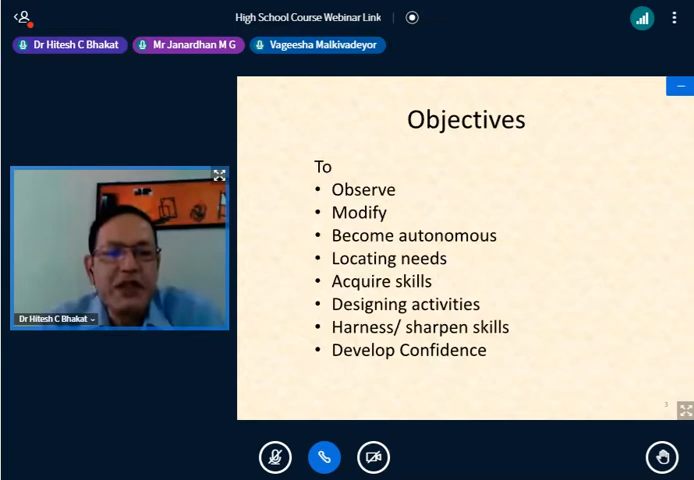 High School Course Webinar Link
Dr Hitesh C Bhakat
Mr Janardhan M G
Vageesha Malkivadeyor
Objectives
To
• Observe
• Modify
• Become autonomous
• Locating needs
• Acquire skills
• Designing activities
• Harness/ sharpen skills
• Develop Confidence
3
Dr Hitesh C Bhakat